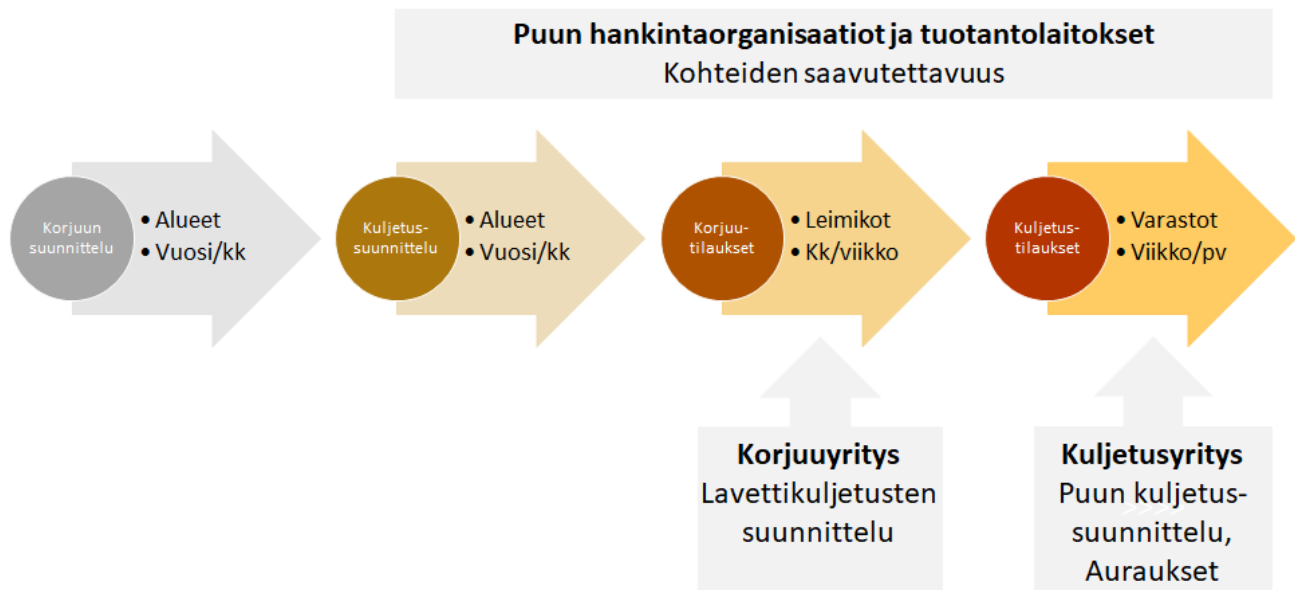 Puun hankintaorganisaatiot ja tuotantolaitokset
Kohteiden saavutettavuus
Korjuun
suunnittelu
• Alueet
• Vuosi/kk
Kuljetus-
suunnittelu
• Alueet
• Vuosi/kk
Korjuu-
tilaukset
• Leimikot
• Kk/viikko
Kuljetus-
tilaukset
• Varastot
• Viikko/pv
Korjuuyritys
Lavettikuljetusten
suunnittelu
Kuljetusyritys
Puun kuljetus-
>>>>
suunnittelu,
Auraukset